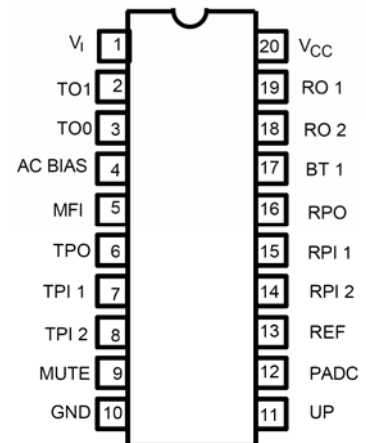 VI 1 20 VCC
TO1 2 19 RO 1
TO0 3 18 RO 2
AC BIAS 4 17 BT 1
MFI 5 16 RPO
TPO 6 15 RPI 1
TPI 1 7 14 RPI 2
TPI 2 8 13 REF
MUTE 9 12 PADC
GND 10 11 UP